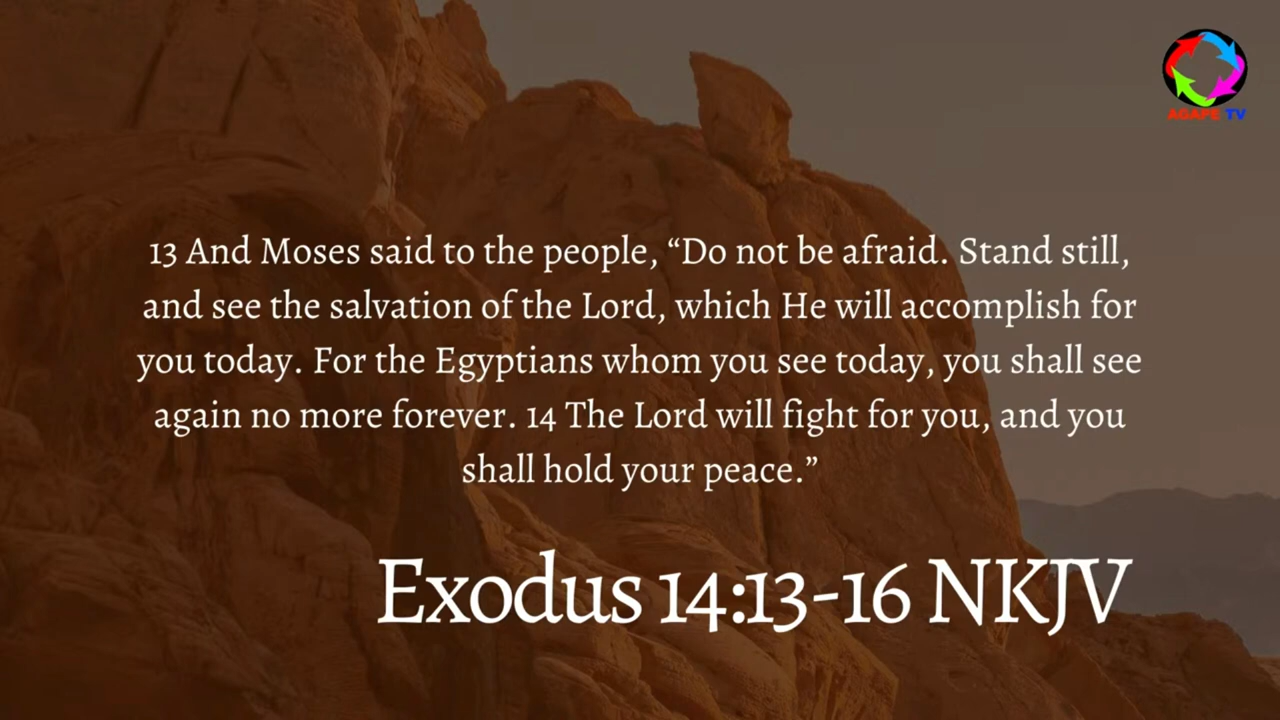 AGAPE TV
13 And Moses said to the people, “Do not be afraid. Stand still,
and see the salvation of the Lord, which He will accomplish for
you today. For the Egyptians whom you see today, you shall see
again no more forever. 14 The Lord will fight for you, and you
shall hold your peace.”
Exodus 14:13-16 NKJV